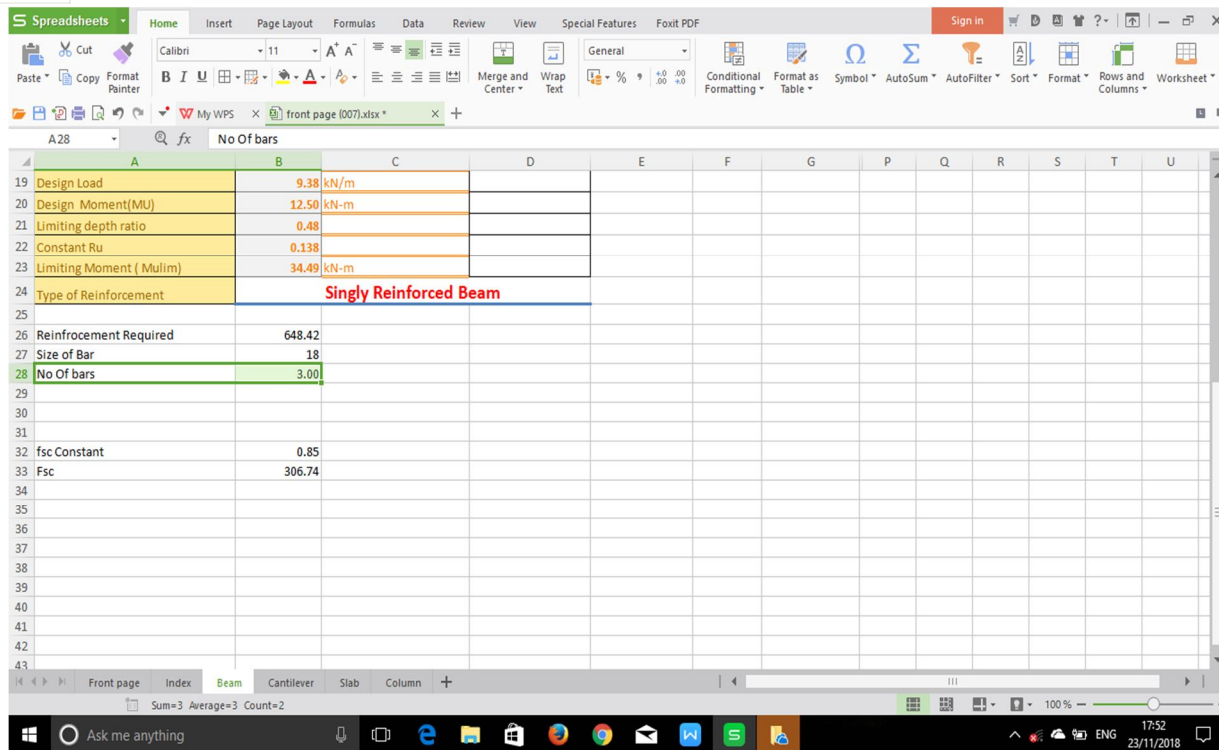 Spreadsheets Home Insert Page Layout Formulas Data Review View Special Features Foxit PDF Sign in ?
Cut Calibri 11 A+ A- General
Paste Copy Format Painter B I U A % Merge and Center Wrap Text Conditional Formatting Format as Table Symbol AutoSum AutoFilter Sort Format Rows and Columns Worksheet
W My WPS × front page (007).xlsx * × +
A28 fx No Of bars
A B C D E F G P Q R S T U
19 Design Load 9.38 kN/m
20 Design Moment(MU) 12.50 kN-m
21 Limiting depth ratio 0.48
22 Constant Ru 0.138
23 Limiting Moment ( Mulim) 34.49 kN-m
24 Type of Reinforcement Singly Reinforced Beam
25
26 Reinfrocement Required 648.42
27 Size of Bar 18
28 No Of bars 3.00
29
30
31
32 fsc Constant 0.85
33 Fsc 306.74
34
35
36
37
38
39
40
41
42
43
Front page Index Beam Cantilever Slab Column +
Sum=3 Average=3 Count=2 100 %
Ask me anything ENG 17:52
23/11/2018